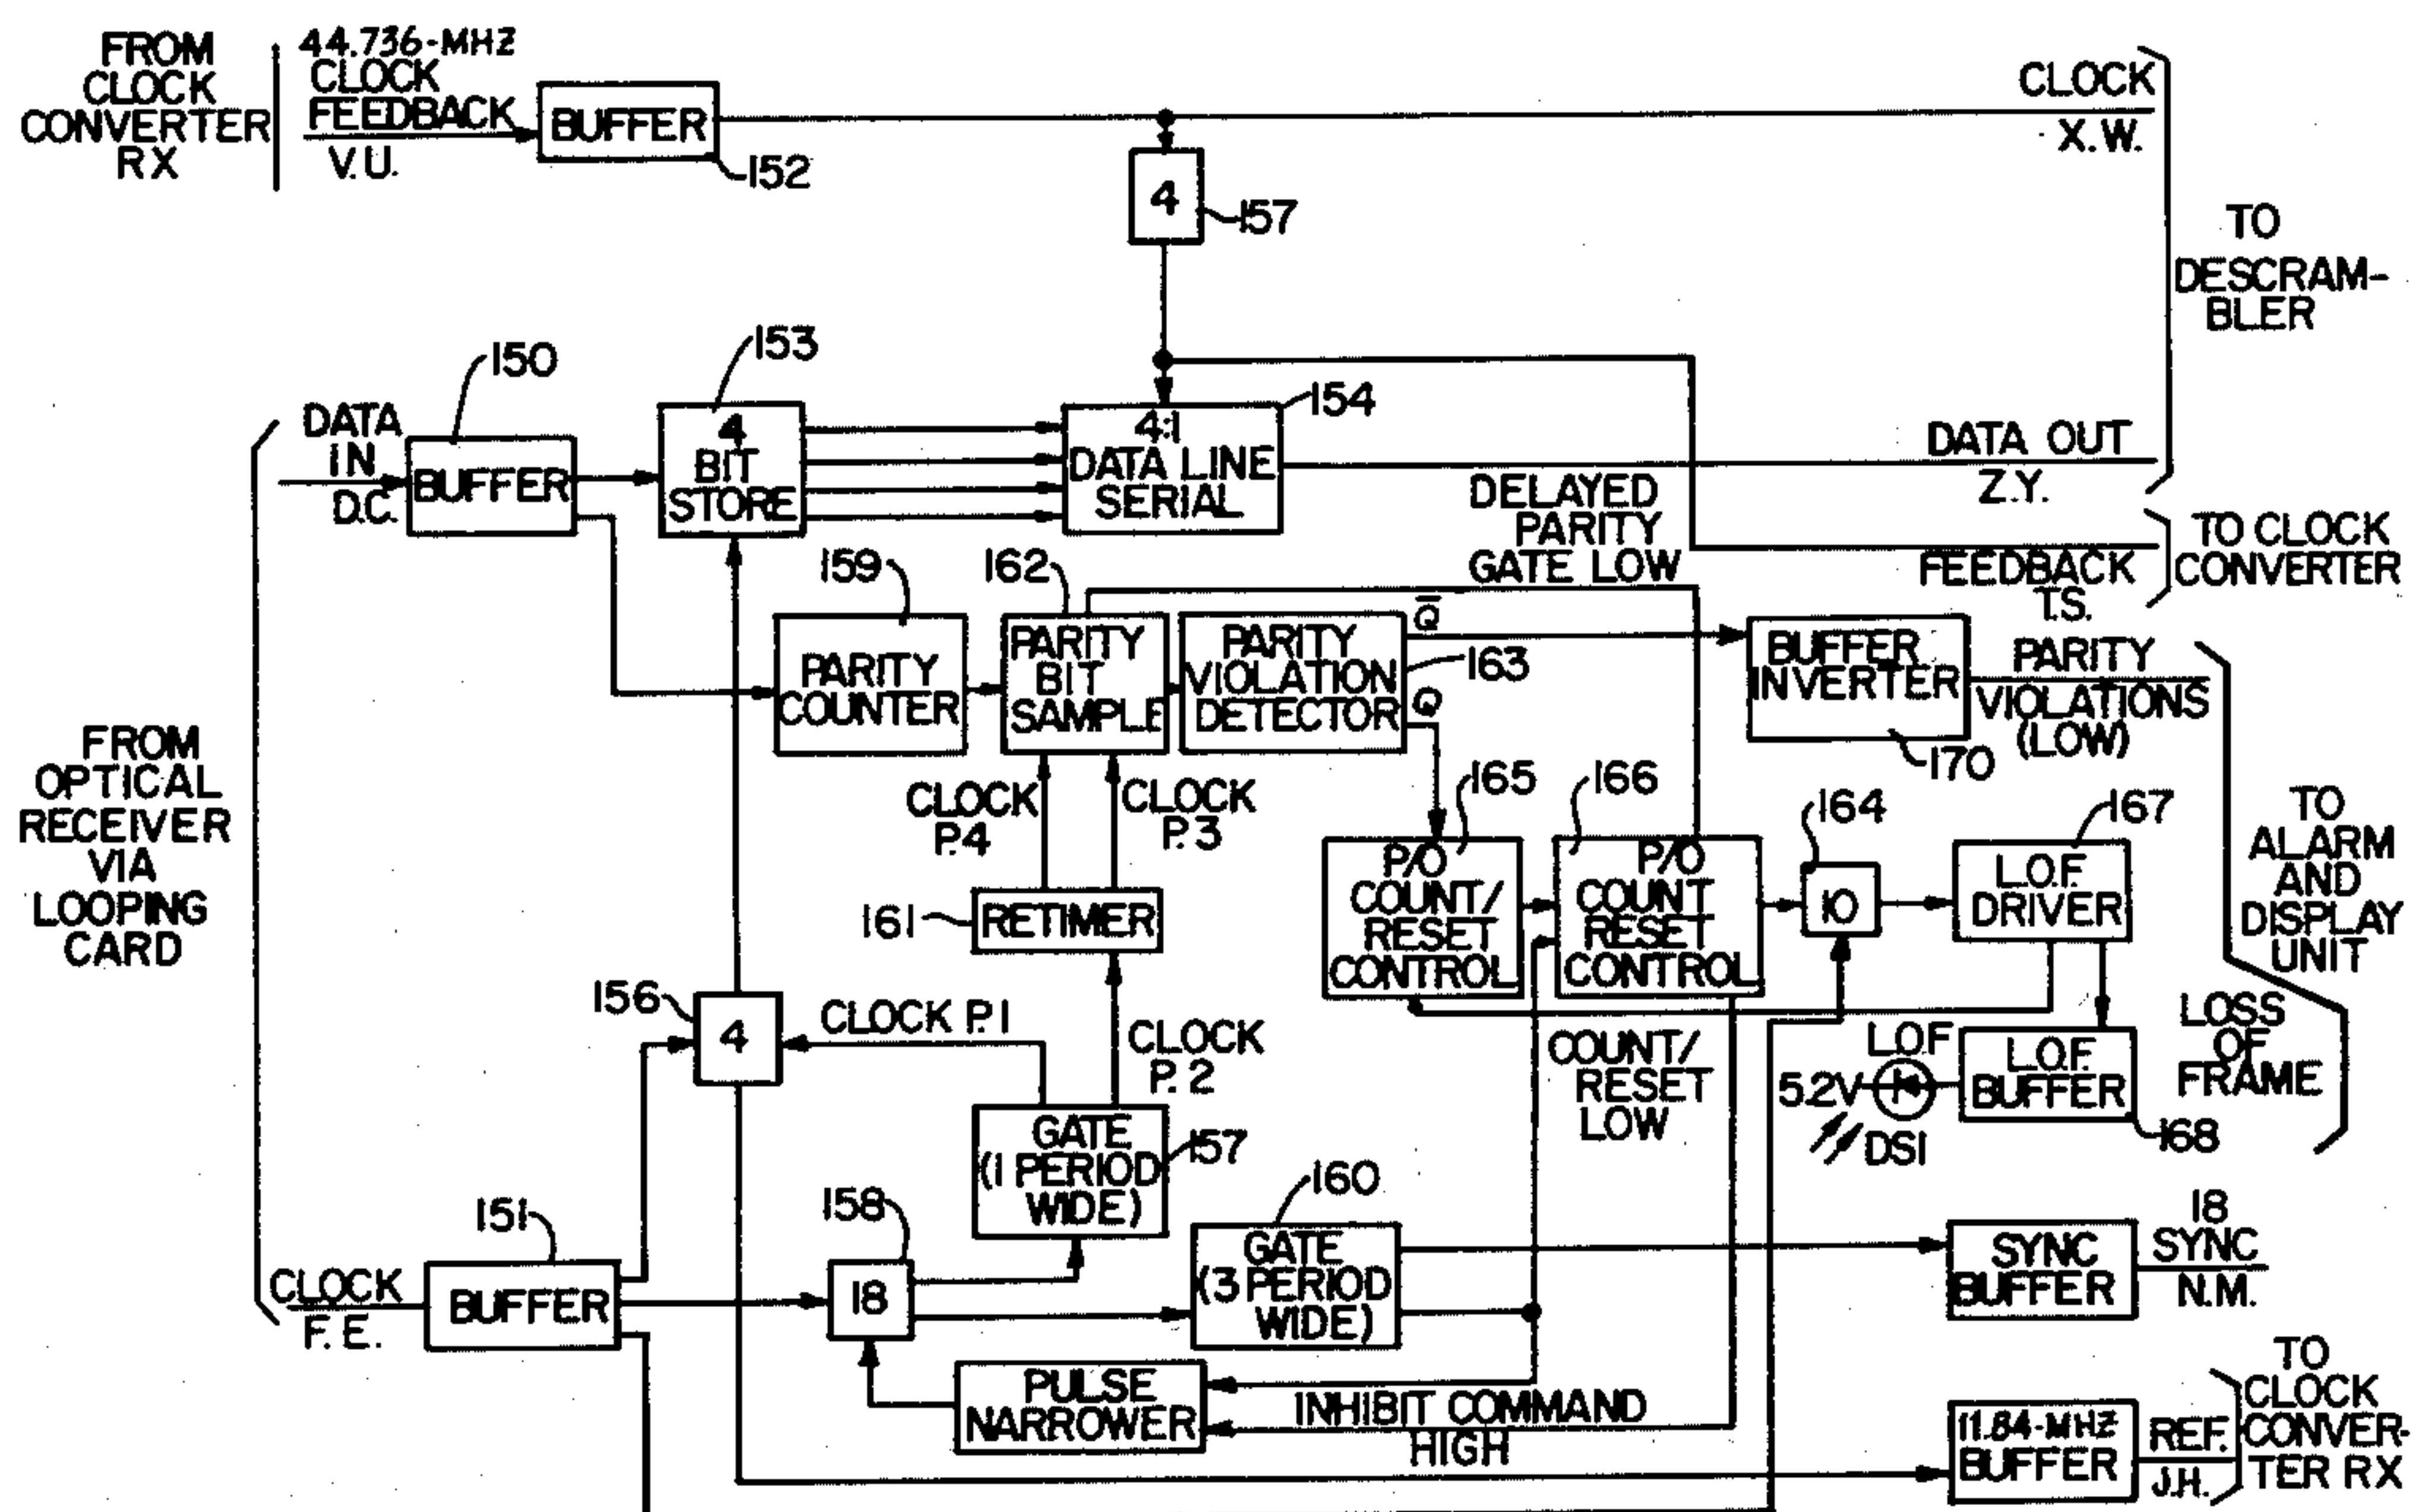 FROM
CLOCK
CONVERTER
RX
44.736-MHZ
CLOCK
FEEDBACK
V.U.
BUFFER
152
4
157
CLOCK
X.W.
TO
DESCRAM-
BLER
DATA
IN
D.C.
BUFFER
150
4
BIT
STORE
153
4:1
DATA LINE
SERIAL
154
DATA OUT
Z.Y.
DELAYED
PARITY
GATE LOW
FEEDBACK
T.S.
TO CLOCK
CONVERTER
159
PARITY
COUNTER
162
PARITY
BIT
SAMPLE
PARITY
VIOLATION
DETECTOR
163
Q̅
Q
BUFFER
INVERTER
170
PARITY
VIOLATIONS
(LOW)
FROM
OPTICAL
RECEIVER
VIA
LOOPING
CARD
CLOCK
P.4
CLOCK
P.3
161
RETIMER
165
P/O
COUNT/
RESET
CONTROL
166
P/O
COUNT
RESET
CONTROL
164
10
167
L.O.F.
DRIVER
TO
ALARM
AND
DISPLAY
UNIT
156
4
CLOCK P.1
CLOCK
P.2
COUNT/
RESET
LOW
L.O.F
5.2V
DS1
L.O.F.
BUFFER
168
LOSS
OF
FRAME
GATE
(1 PERIOD
WIDE)
157
151
CLOCK
F.E.
BUFFER
158
18
160
GATE
(3 PERIOD
WIDE)
SYNC
BUFFER
18
SYNC
N.M.
PULSE
NARROWER
INHIBIT COMMAND
HIGH
11.84-MHZ
BUFFER
REF.
J.H.
TO
CLOCK
CONVER-
TER RX